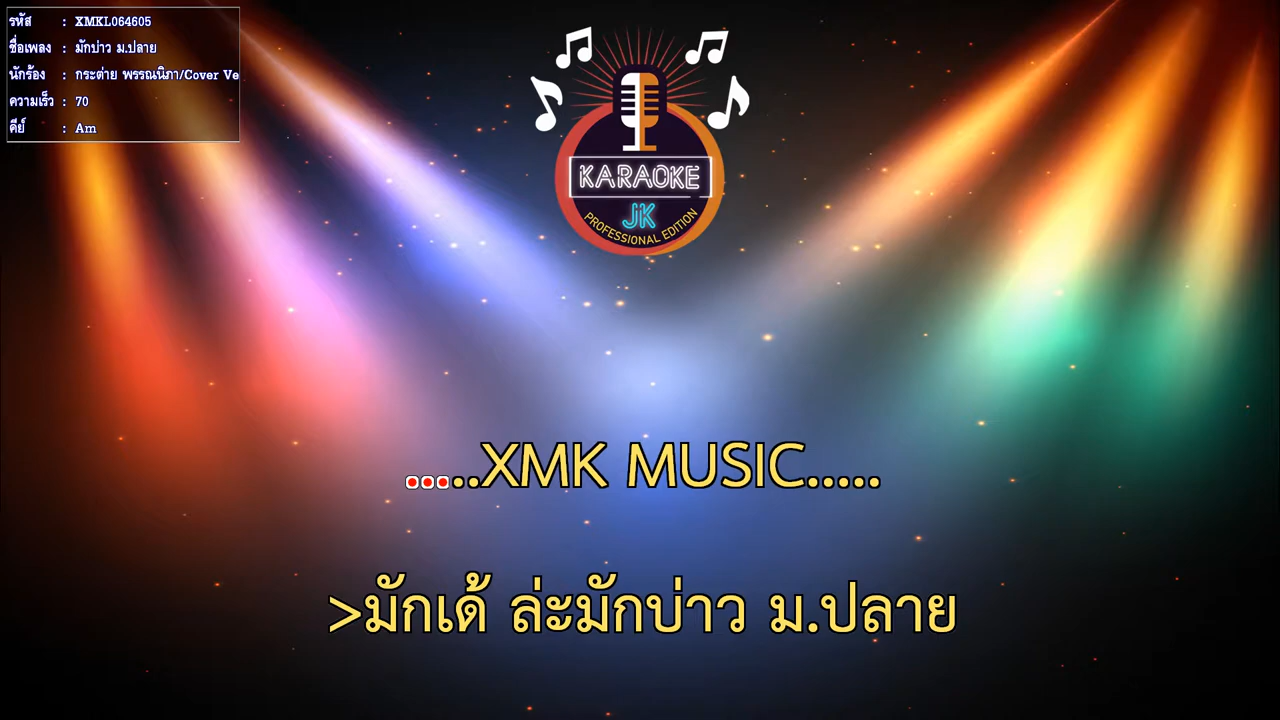 รหัส : XMKL064605
ชื่อเพลง : มักบ่าว ม.ปลาย
นักร้อง : กระต่าย พรรณนิภา/Cover Ve
ความเร็ว : 70
คีย์ : Am
KARAOKE
JK
PROFESSIONAL EDITION
.....XMK MUSIC.....
>มักเด้ ล่ะมักบ่าว ม.ปลาย